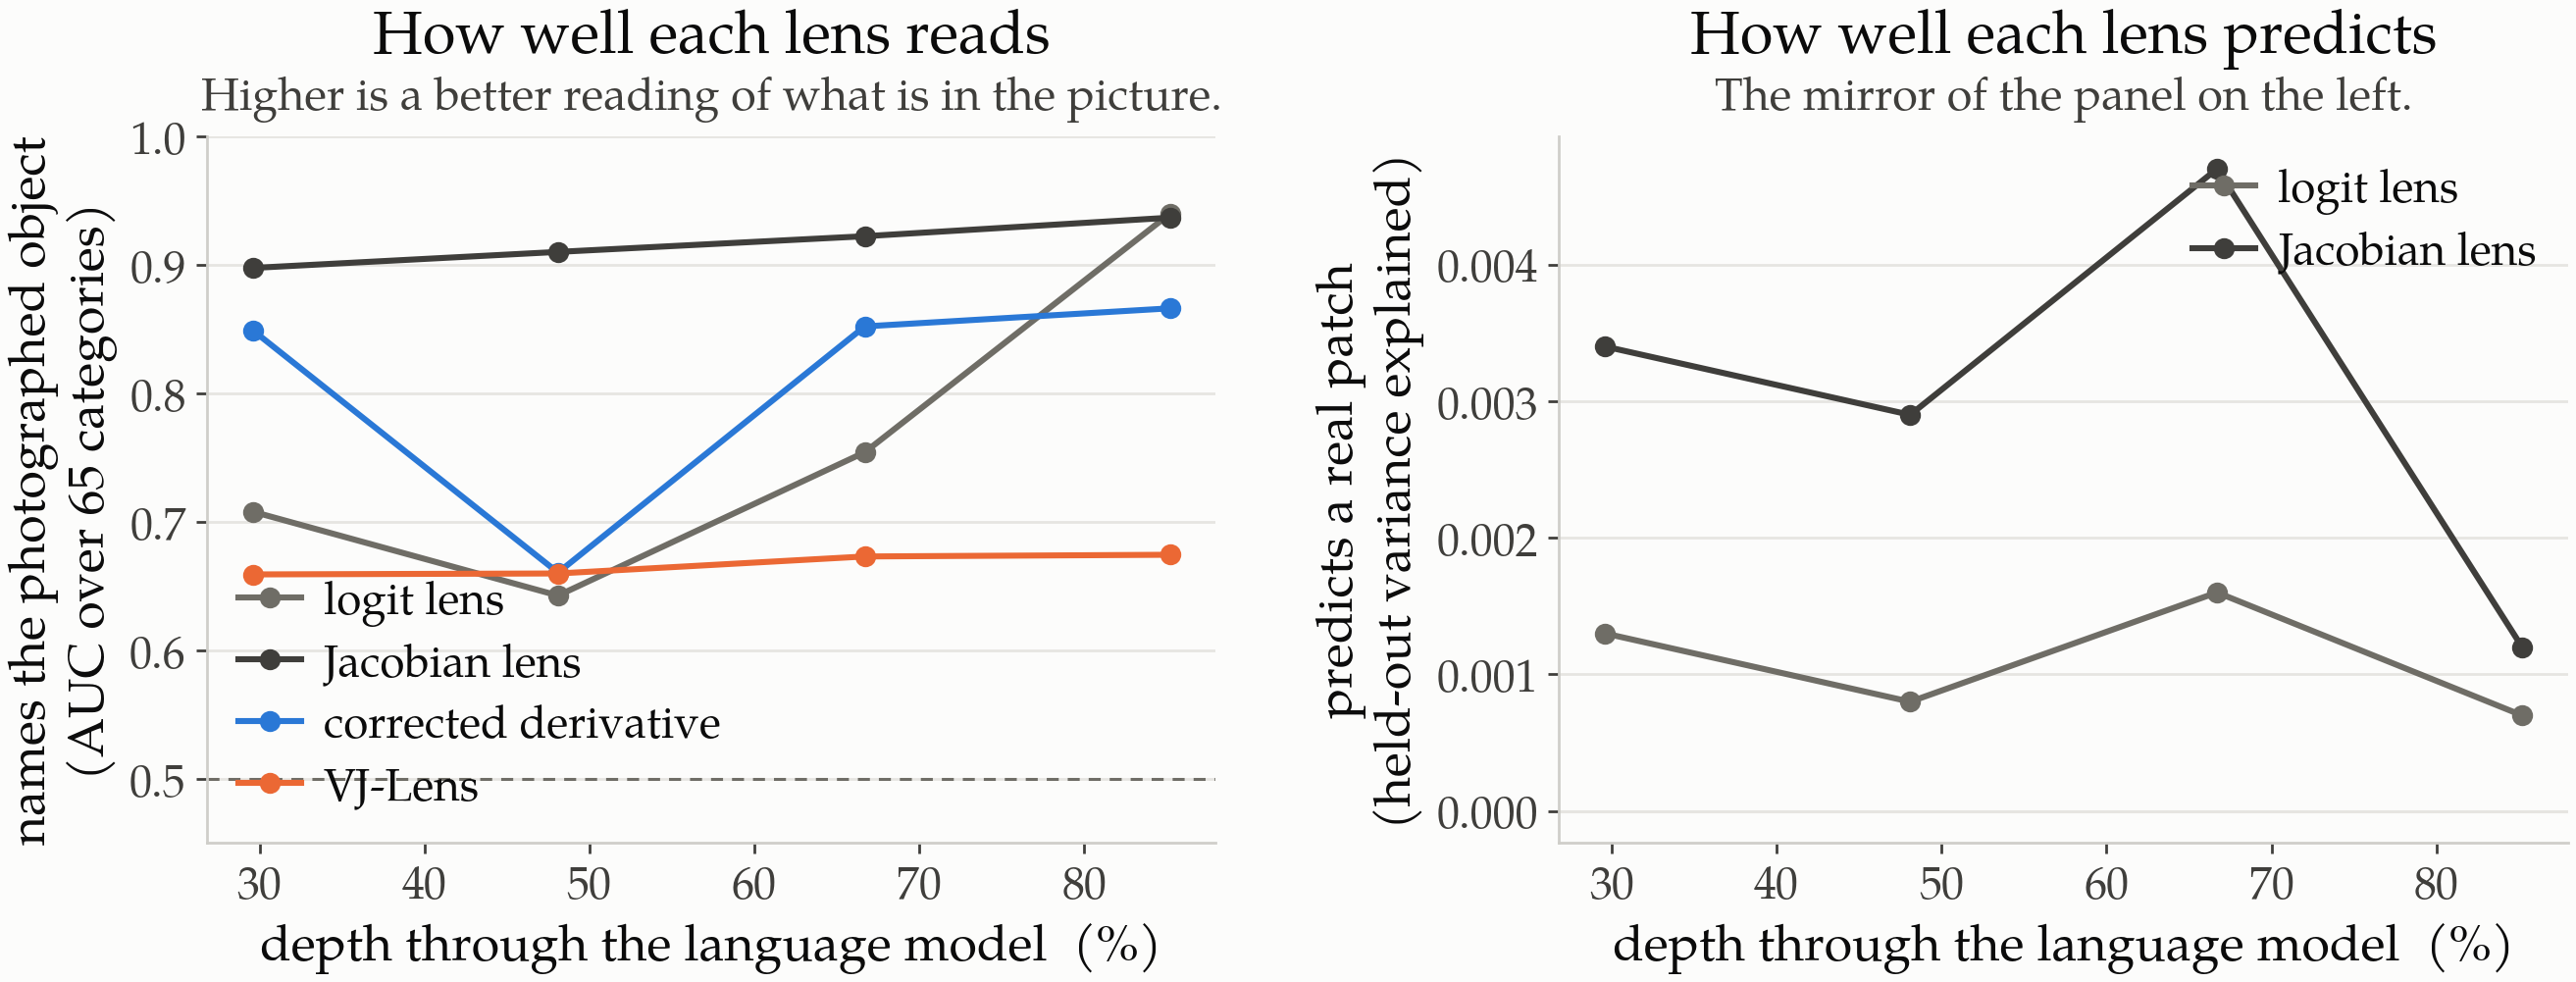 How well each lens reads
Higher is a better reading of what is in the picture.
names the photographed object
(AUC over 65 categories)
1.0
0.9
0.8
0.7
0.6
0.5
logit lens
Jacobian lens
corrected derivative
VJ-Lens
30 40 50 60 70 80
depth through the language model (%)
How well each lens predicts
The mirror of the panel on the left.
predicts a real patch
(held-out variance explained)
0.004
0.003
0.002
0.001
0.000
logit lens
Jacobian lens
30 40 50 60 70 80
depth through the language model (%)